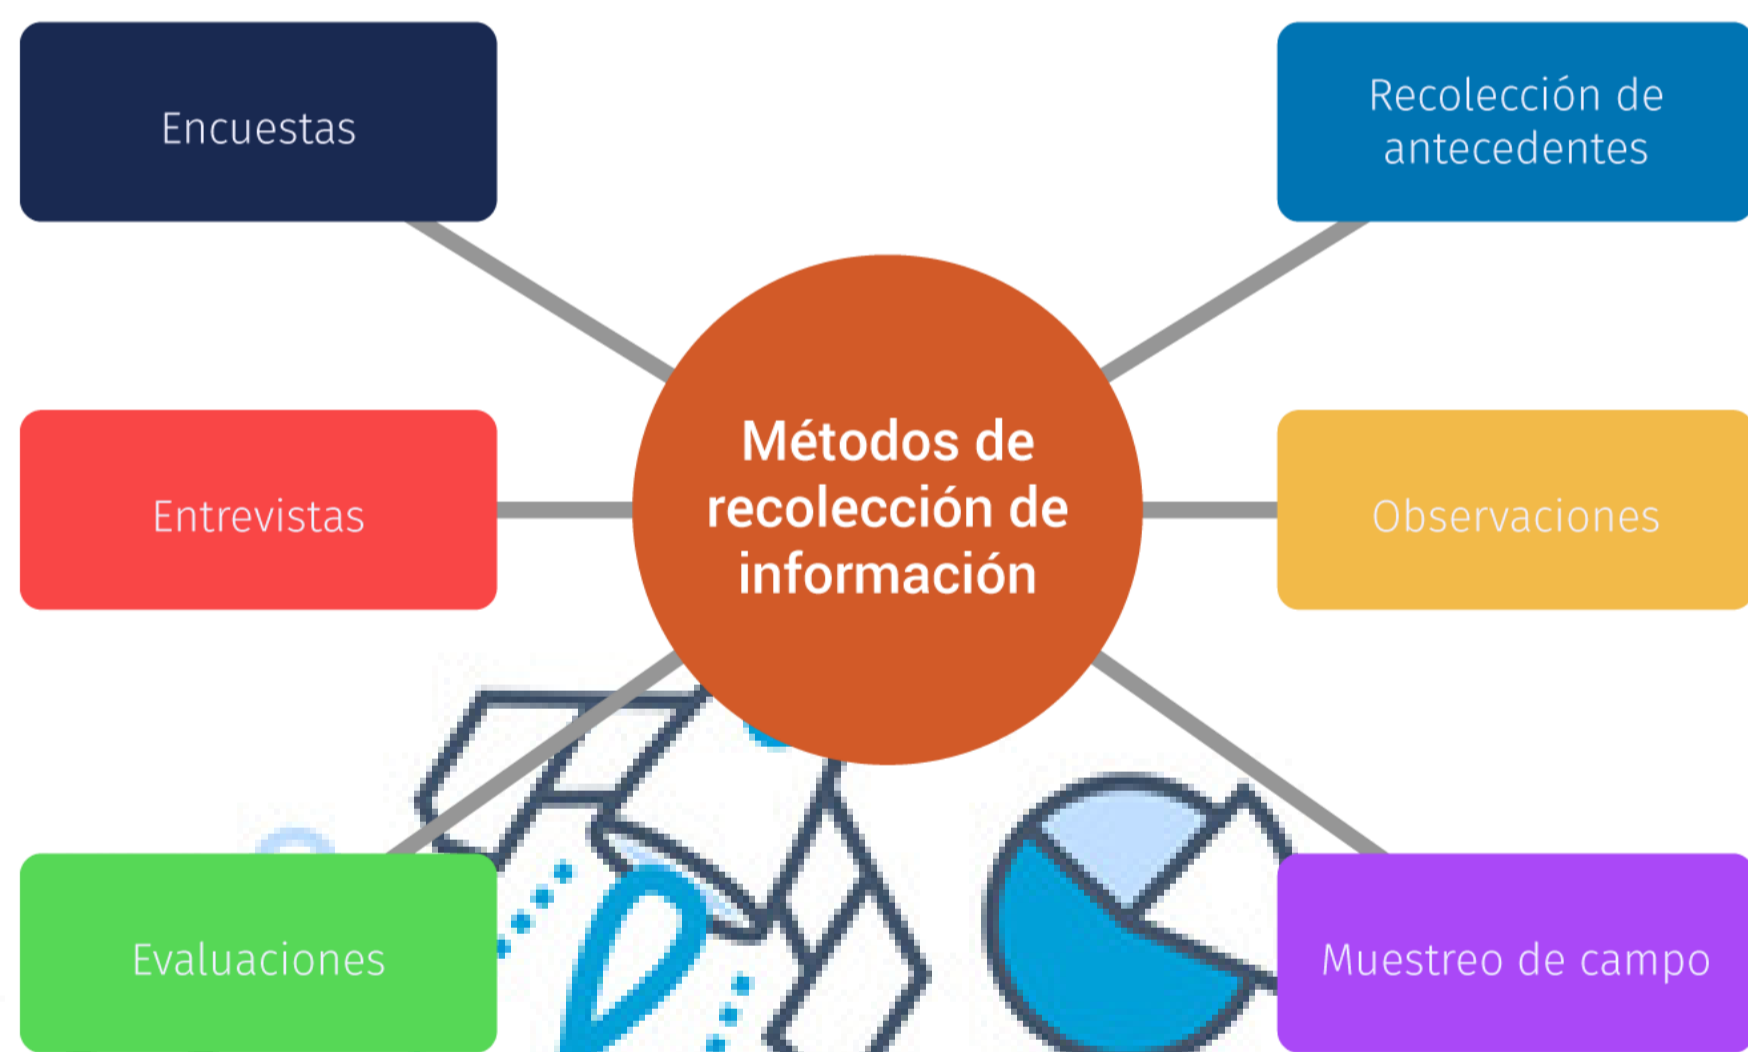 Encuestas
Recolección de
antecedentes
Métodos de
recolección de
información
Entrevistas
Observaciones
Evaluaciones
Muestreo de campo